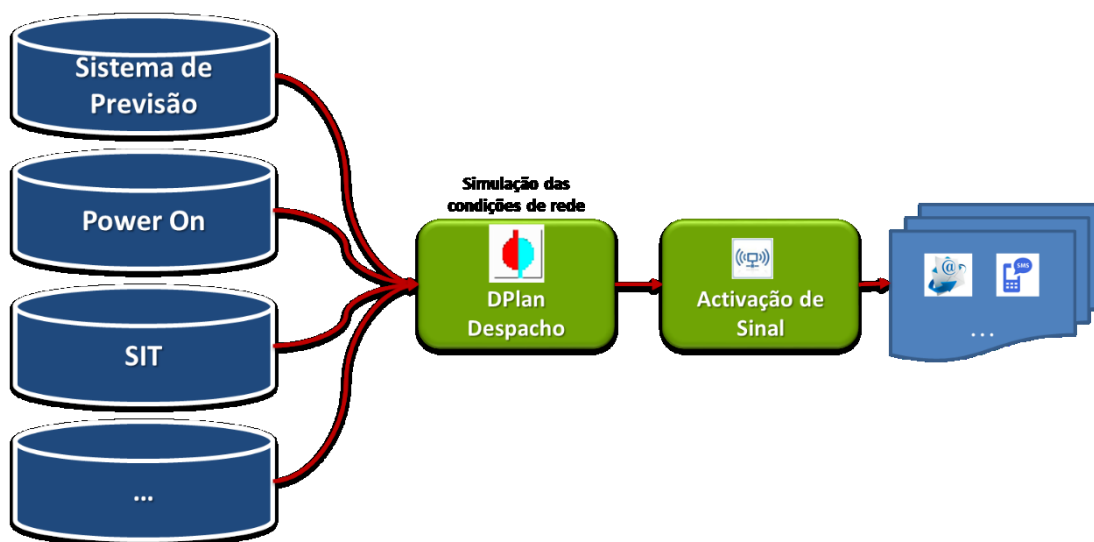 Sistema de
Previsão
Power On
SIT
...
Simulação das
condições de rede
DPlan
Despacho
Activação de
Sinal
@
SMS
...